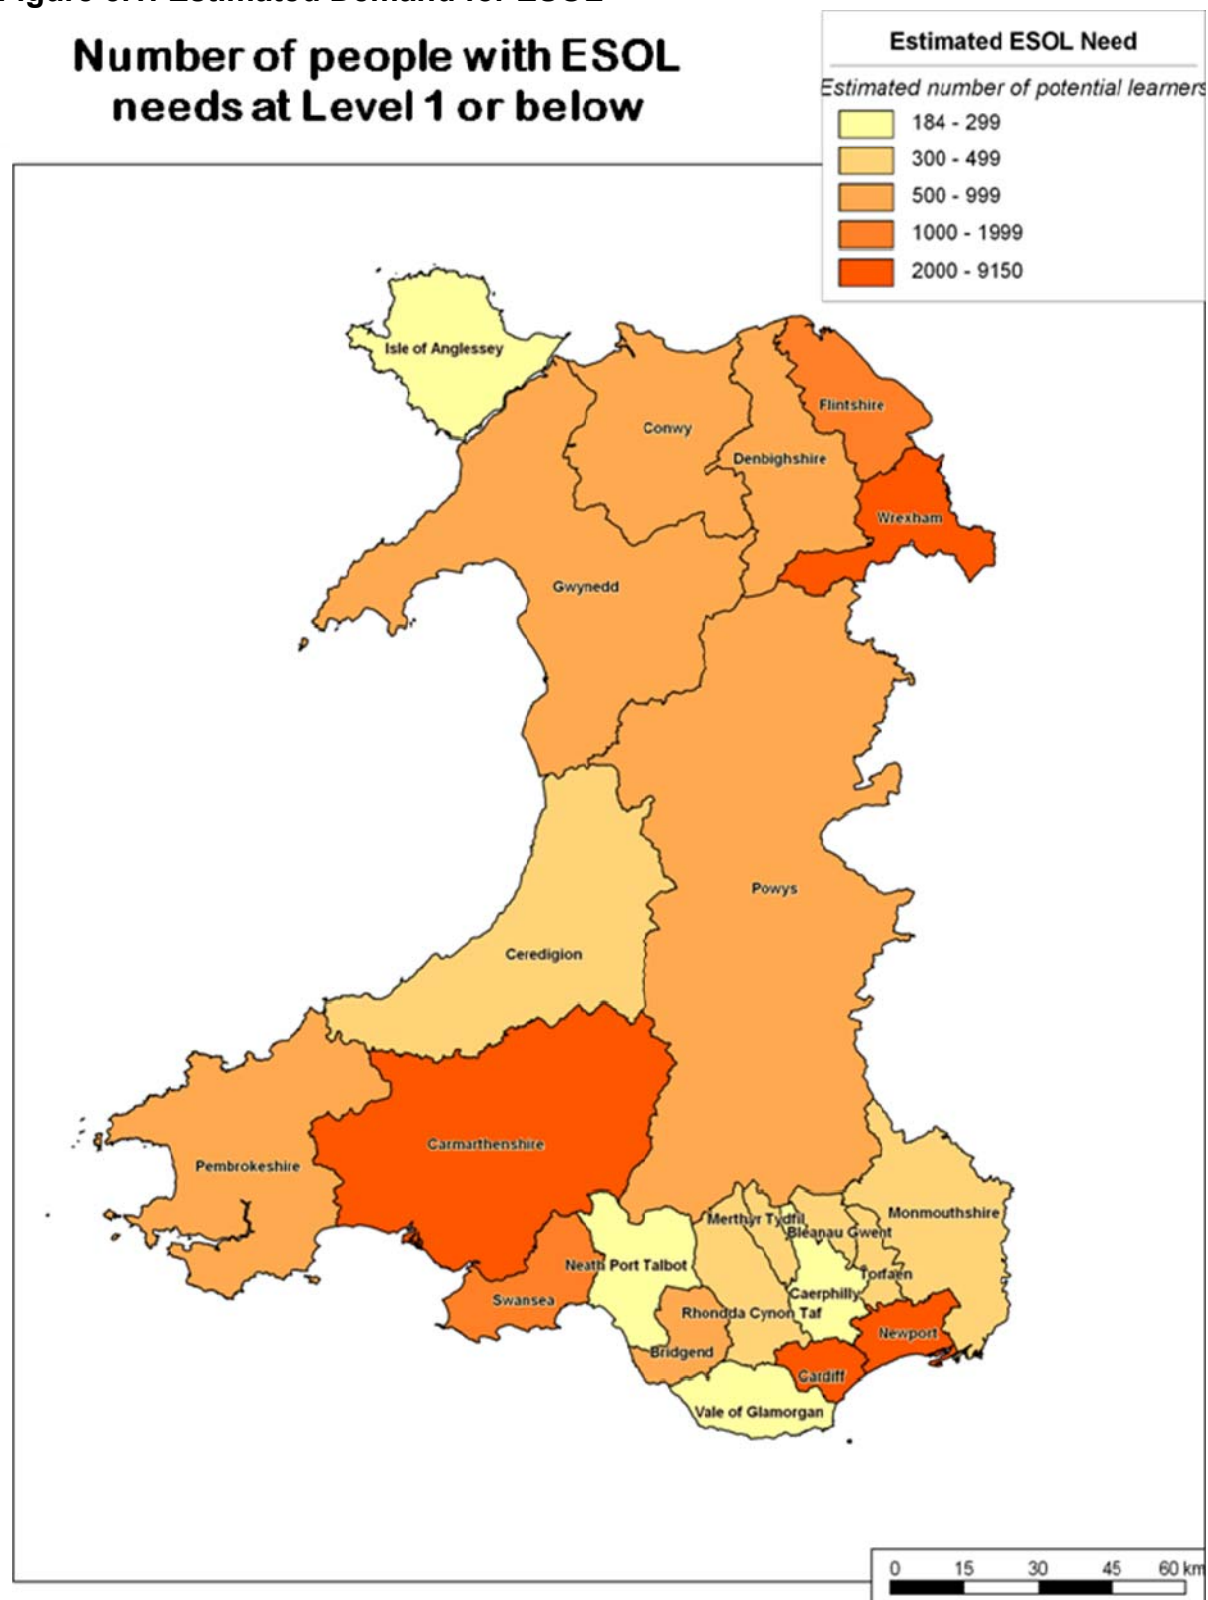 Number of people with ESOL
needs at Level 1 or below
Estimated ESOL Need
Estimated number of potential learners
184 - 299
300 - 499
500 - 999
1000 - 1999
2000 - 9150
Isle of Anglessey
Flintshire
Conwy
Denbighshire
Wrexham
Gwynedd
Powys
Ceredigion
Carmarthenshire
Pembrokeshire
Monmouthshire
Merthyr Tydfil
Bleanau Gwent
Neath Port Talbot
Torfaen
Caerphilly
Swansea
Rhondda Cynon Taf
Newport
Bridgend
Cardiff
Vale of Glamorgan
0 15 30 45 60 km